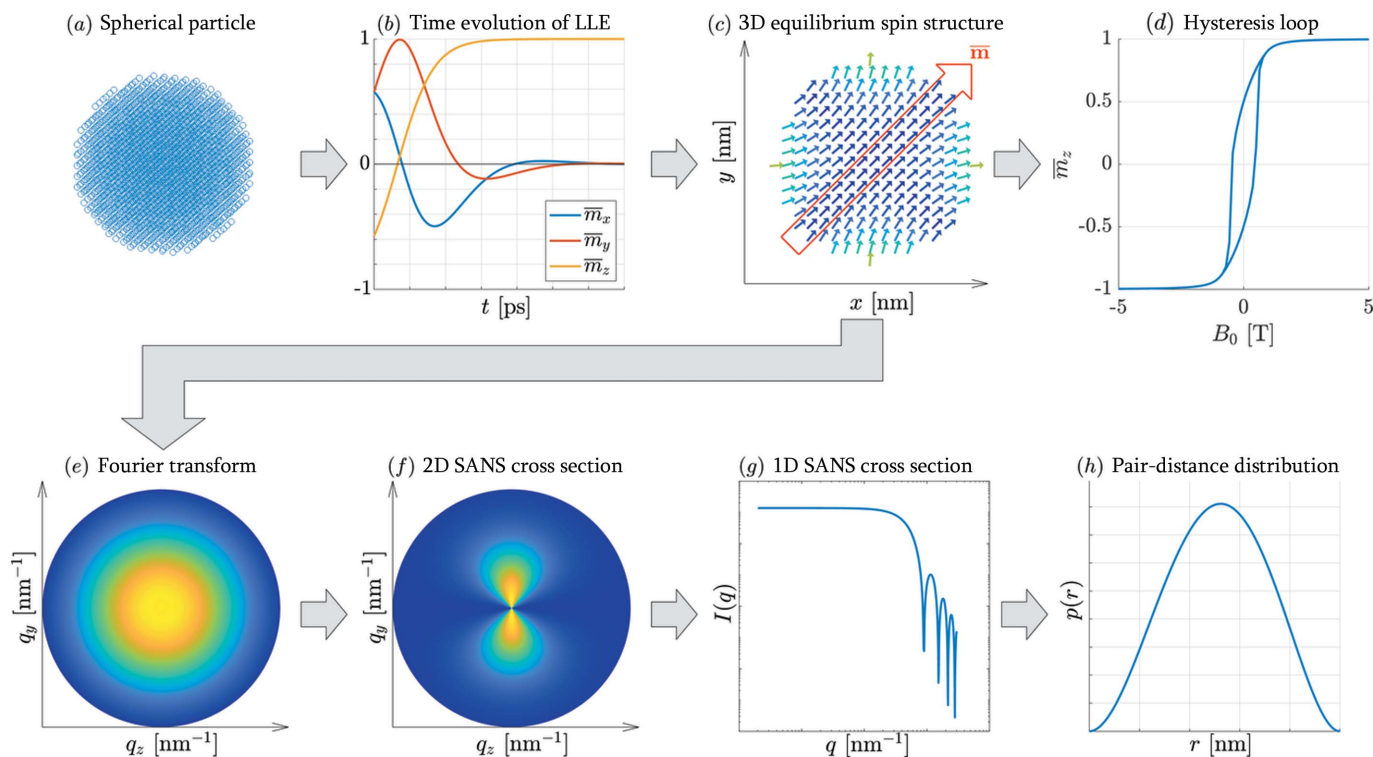 (a) Spherical particle
(b) Time evolution of LLE
(c) 3D equilibrium spin structure
(d) Hysteresis loop
1
0
-1
m̅x
m̅y
m̅z
t [ps]
m̅
y [nm]
x [nm]
1
0.5
0
-0.5
-1
m̅z
-5
0
5
B0 [T]
(e) Fourier transform
(f) 2D SANS cross section
(g) 1D SANS cross section
(h) Pair-distance distribution
qy [nm−1]
qz [nm−1]
qy [nm−1]
qz [nm−1]
I(q)
q [nm−1]
p(r)
r [nm]